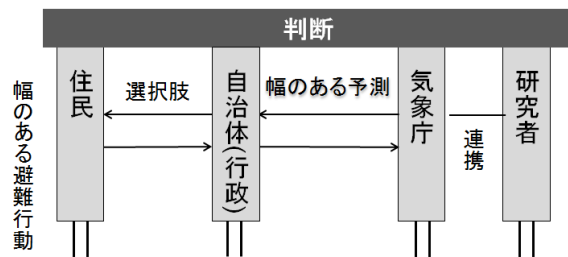 判断
幅のある避難行動
住民
選択肢
自治体(行政)
幅のある予測
気象庁
連携
研究者